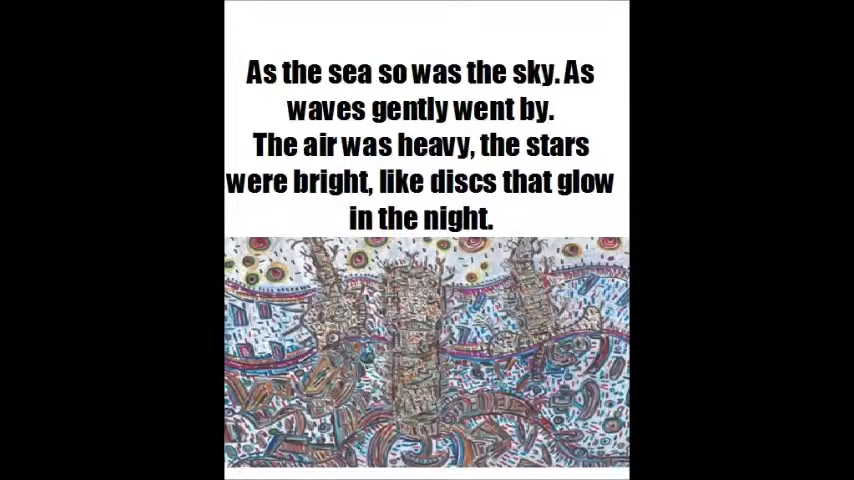 As the sea so was the sky. As
waves gently went by.
The air was heavy, the stars
were bright, like discs that glow
in the night.